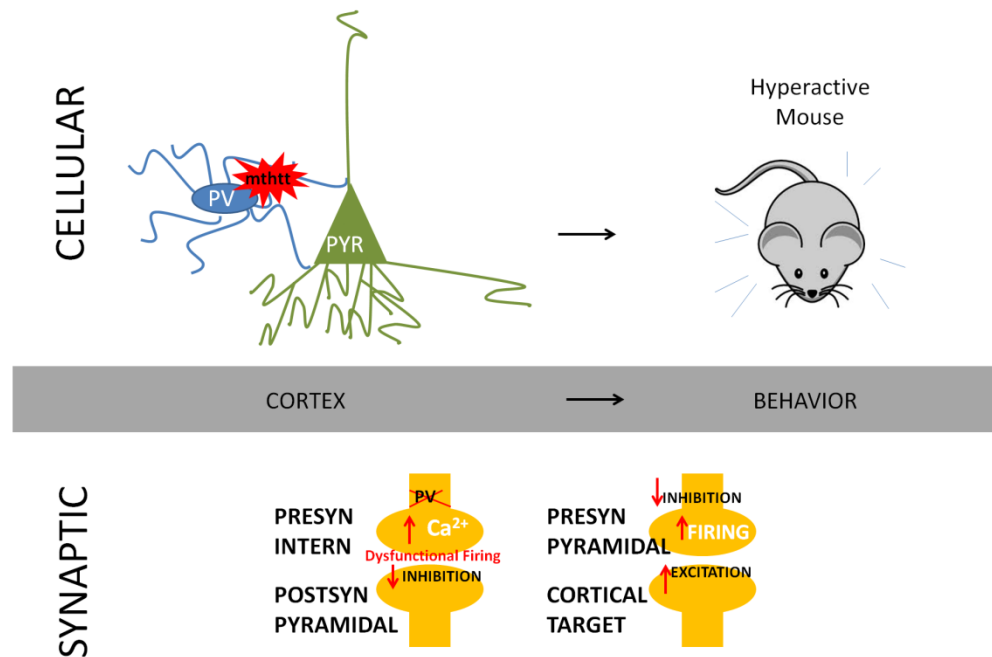 CELLULAR
Hyperactive
Mouse
mthtt
PV
PYR
CORTEX
BEHAVIOR
SYNAPTIC
PRESYN
INTERN
PV
Ca²⁺
Dysfunctional Firing
POSTSYN
PYRAMIDAL
INHIBITION
PRESYN
PYRAMIDAL
INHIBITION
FIRING
CORTICAL
TARGET
EXCITATION